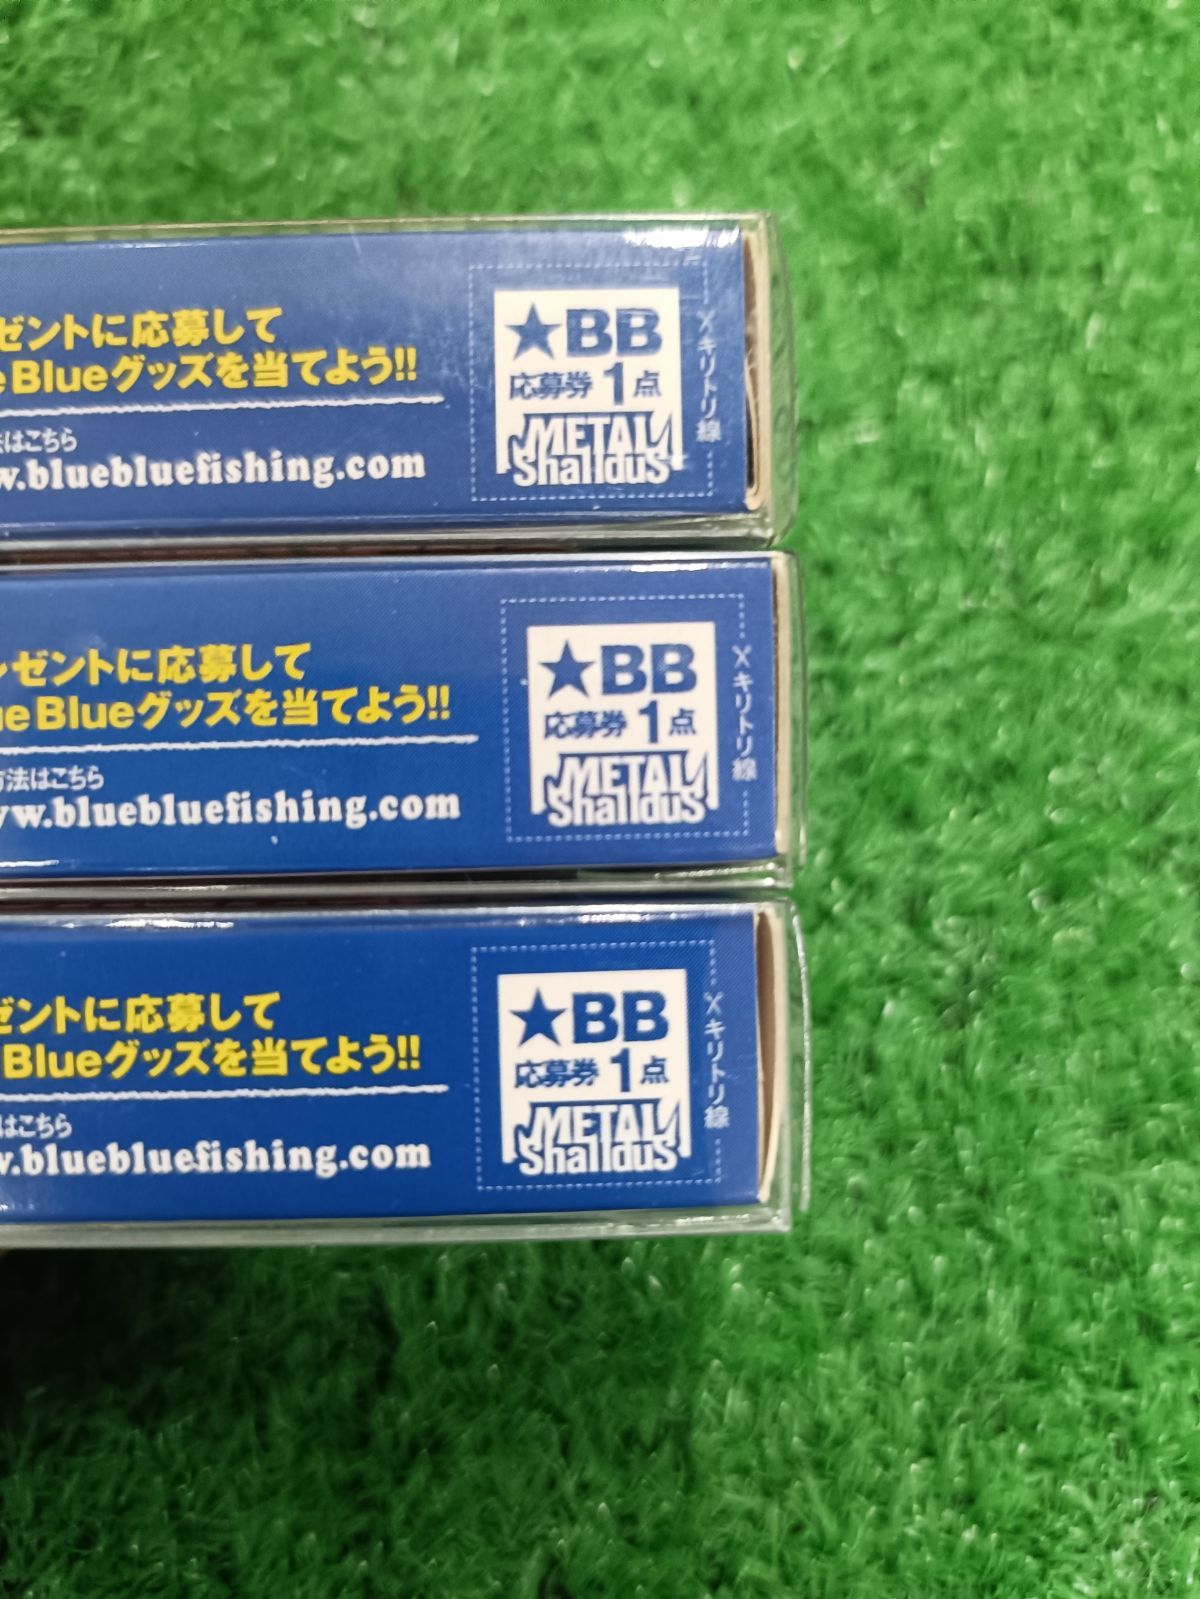 ゼントに応募して
e Blueグッズを当てよう!!
はこちら
w.bluebluefishing.com
★BB
応募券 1点
METAL
Shalldus
キリトリ線
レゼントに応募して
ue Blueグッズを当てよう!!
方法はこちら
ww.bluebluefishing.com
★BB
応募券 1点
METAL
Shalldus
キリトリ線
ゼントに応募して
Blueグッズを当てよう!!
はこちら
w.bluebluefishing.com
★BB
応募券 1点
METAL
Shalldus
キリトリ線